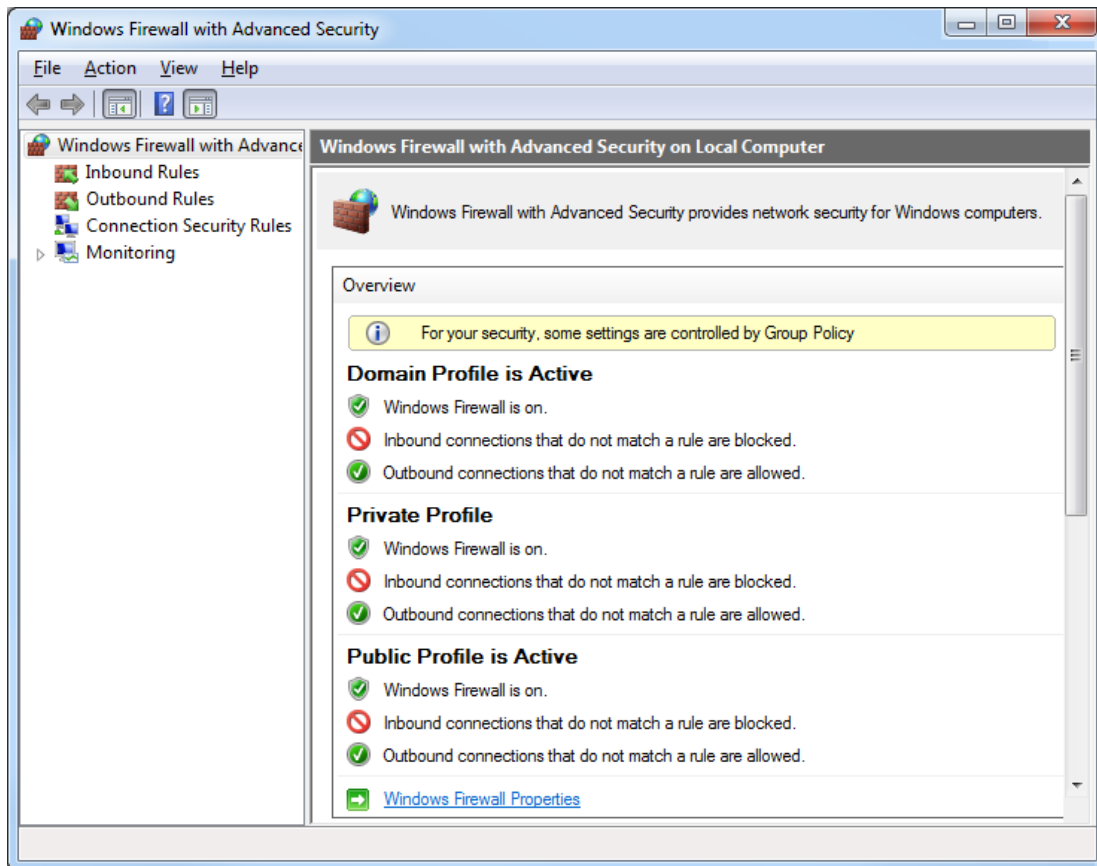 Windows Firewall with Advanced Security
File Action View Help
Windows Firewall with Advance
Inbound Rules
Outbound Rules
Connection Security Rules
Monitoring
Windows Firewall with Advanced Security on Local Computer
Windows Firewall with Advanced Security provides network security for Windows computers.
Overview
For your security, some settings are controlled by Group Policy
Domain Profile is Active
Windows Firewall is on.
Inbound connections that do not match a rule are blocked.
Outbound connections that do not match a rule are allowed.
Private Profile
Windows Firewall is on.
Inbound connections that do not match a rule are blocked.
Outbound connections that do not match a rule are allowed.
Public Profile is Active
Windows Firewall is on.
Inbound connections that do not match a rule are blocked.
Outbound connections that do not match a rule are allowed.
Windows Firewall Properties